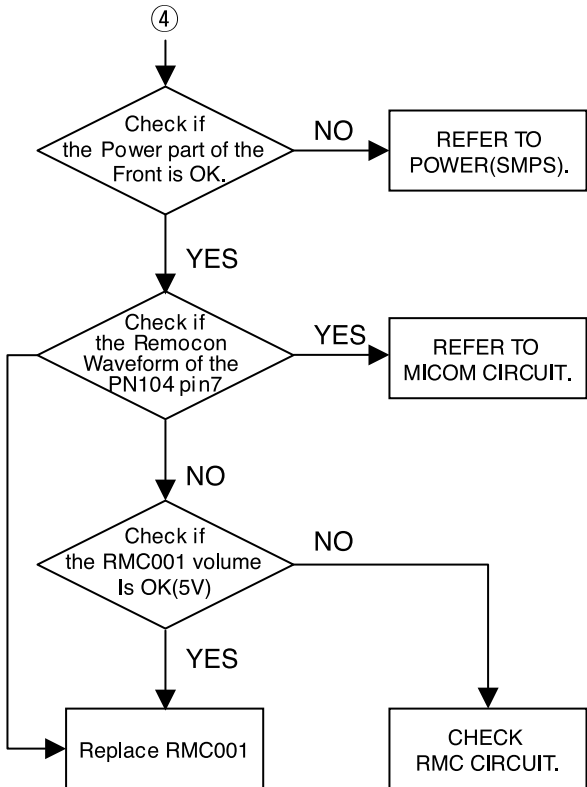 ④
Check if
the Power part of the
Front is OK.
NO
REFER TO
POWER(SMPS).
YES
Check if
the Remocon
Waveform of the
PN104 pin7
YES
REFER TO
MICOM CIRCUIT.
NO
Check if
the RMC001 volume
Is OK(5V)
NO
YES
Replace RMC001
CHECK
RMC CIRCUIT.